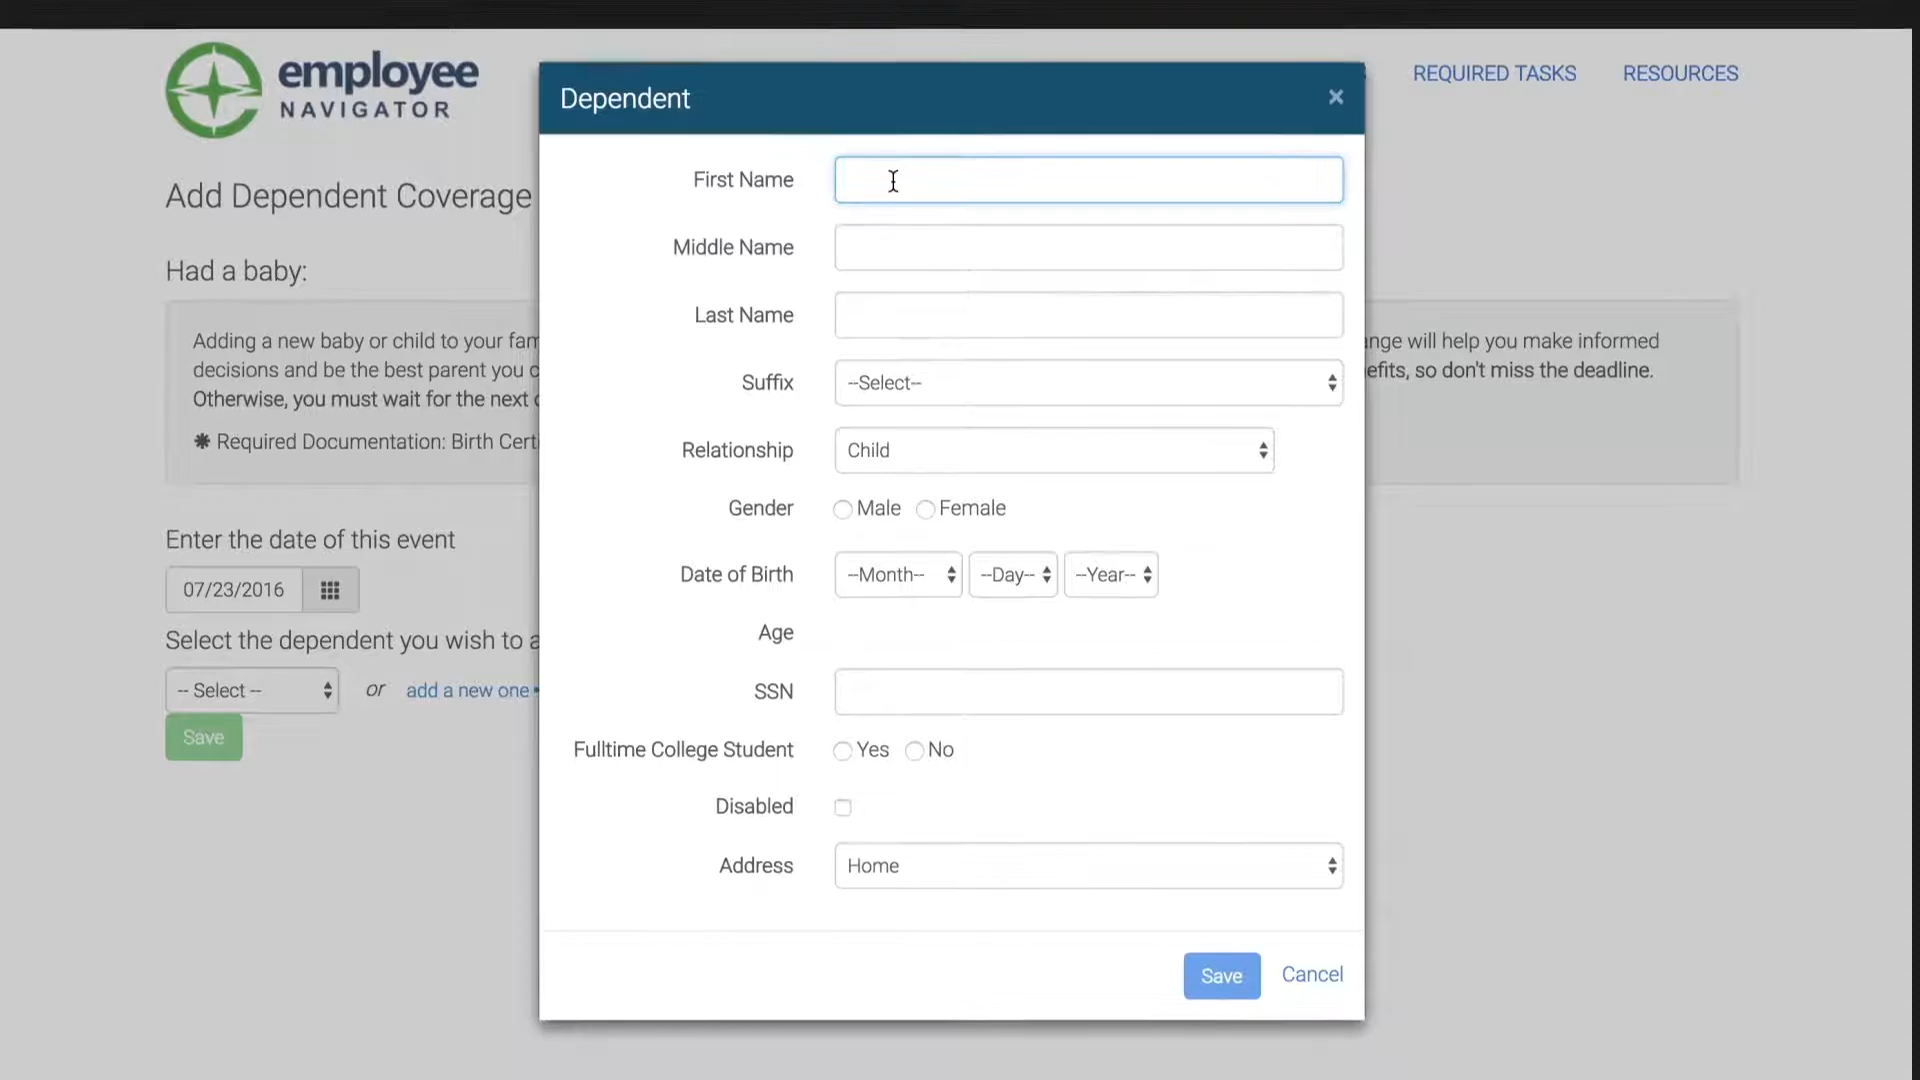 employee
NAVIGATOR
REQUIRED TASKS
RESOURCES
Add Dependent Coverage
Had a baby:
Adding a new baby or child to your
ange will help you make informed
decisions and be the best parent you
efits, so don't miss the deadline.
Otherwise, you must wait for the next
✱ Required Documentation: Birth
Enter the date of this event
07/23/2016
Select the dependent you wish to
-- Select --
or
add a new one
Save
Dependent
×
First Name
Middle Name
Last Name
Suffix --Select--
Relationship Child
Gender Male Female
Date of Birth --Month-- --Day-- --Year--
Age
SSN
Fulltime College Student Yes No
Disabled
Address Home
Save Cancel